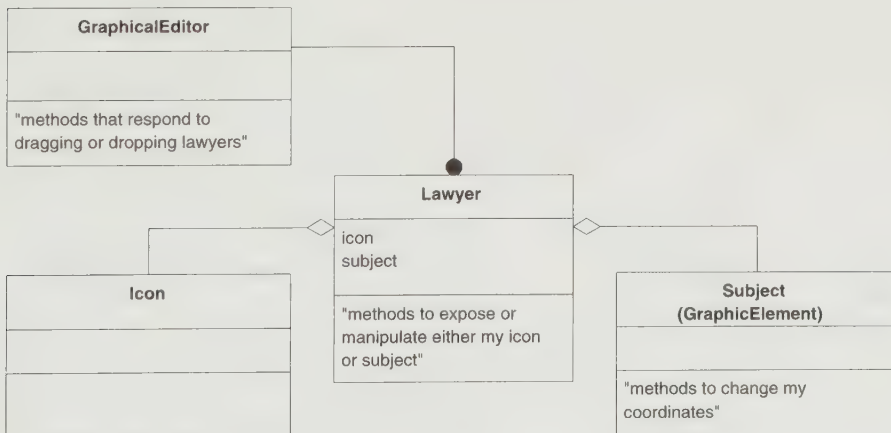 GraphicalEditor
"methods that respond to
dragging or dropping lawyers"
Lawyer
icon
subject
"methods to expose or
manipulate either my icon
or subject"
Icon
Subject
(GraphicElement)
"methods to change my
coordinates"